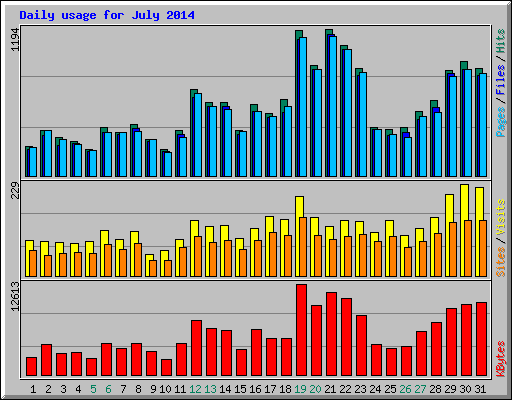 Daily usage for July 2014
1194
Pages / Files / Hits
229
Sites / Visits
12613
KBytes
1 2 3 4 5 6 7 8 9 10 11 12 13 14 15 16 17 18 19 20 21 22 23 24 25 26 27 28 29 30 31